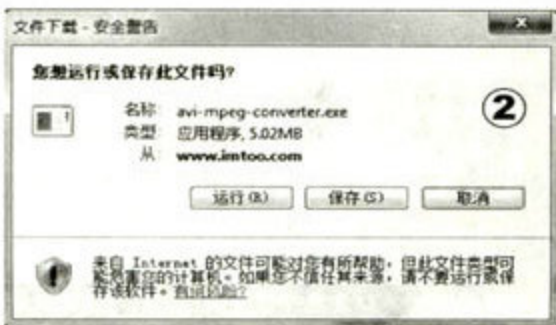 文件下载 - 安全警告
您想运行或保存此文件吗?
②
名称: avi-mpeg-converter.exe
类型: 应用程序, 5.02MB
从: www.imtoo.com
运行(R) 保存(S) 取消
来自 Internet 的文件可能对您有所帮助,但此文件类型可
能危害您的计算机。如果您不信任其来源,请不要运行或保
存该软件。有何风险?